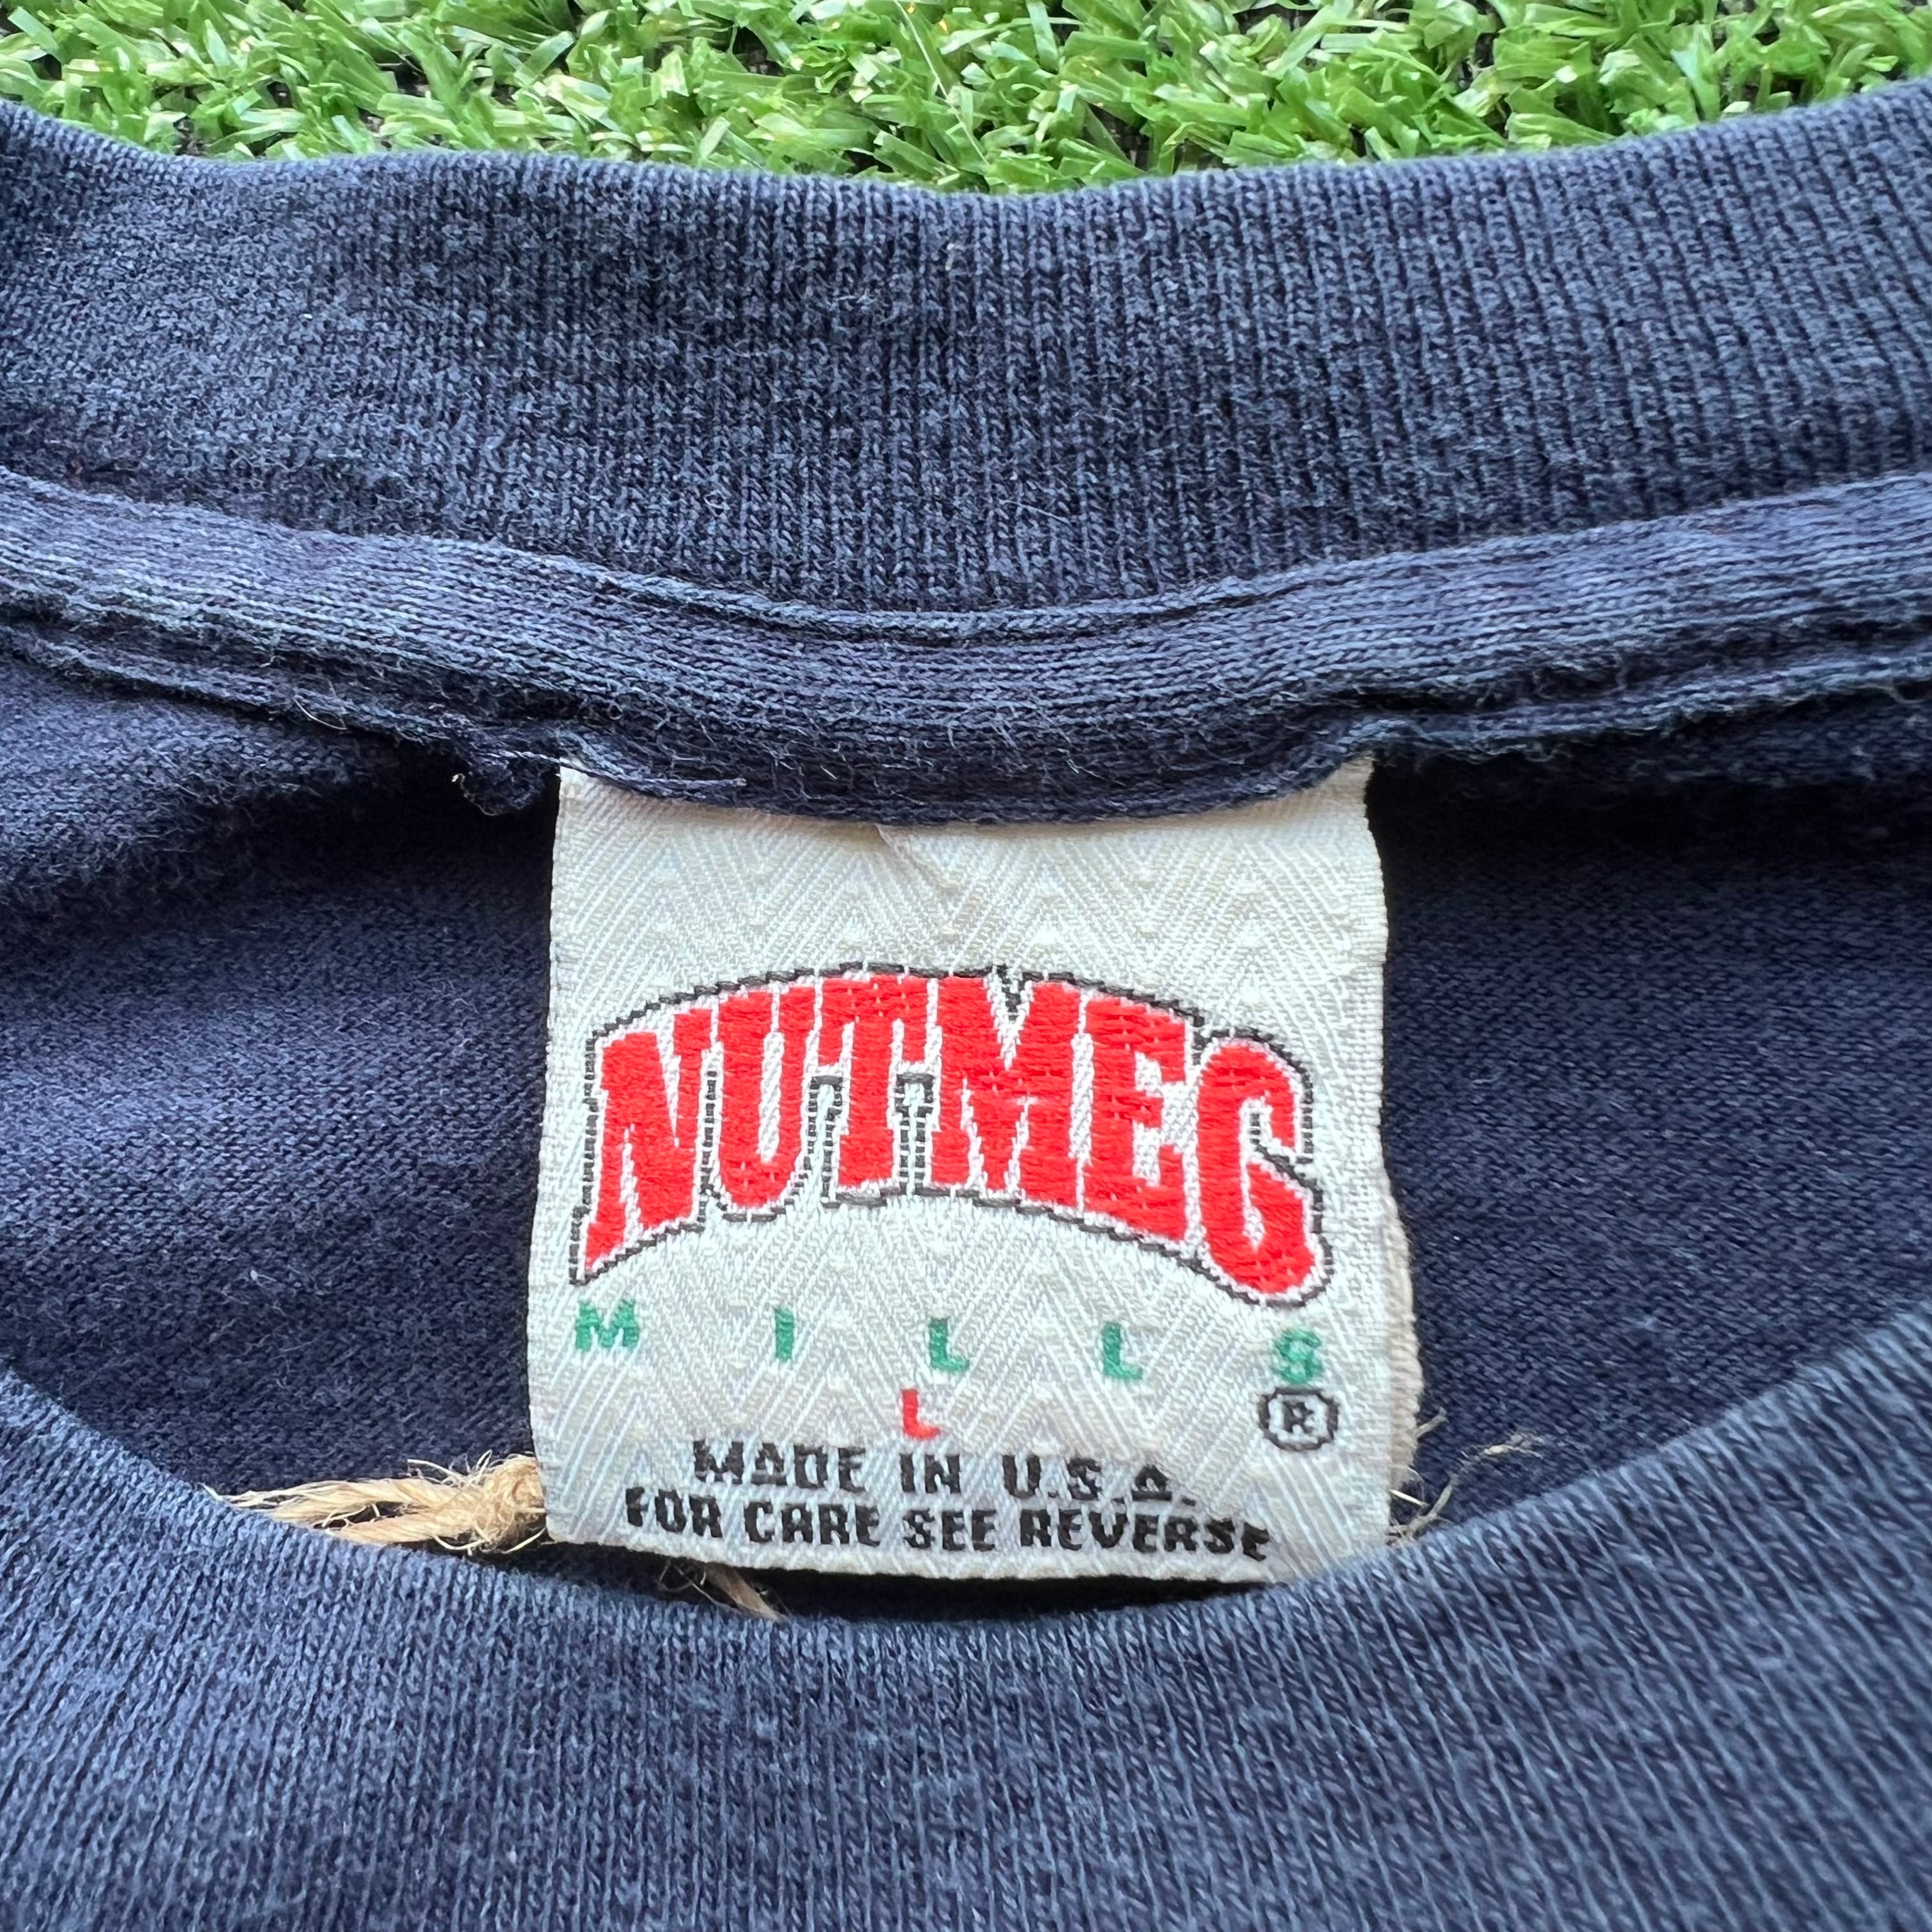 NUTMEG
MILLS
L ®
MADE IN U.S.A.
FOR CARE SEE REVERSE